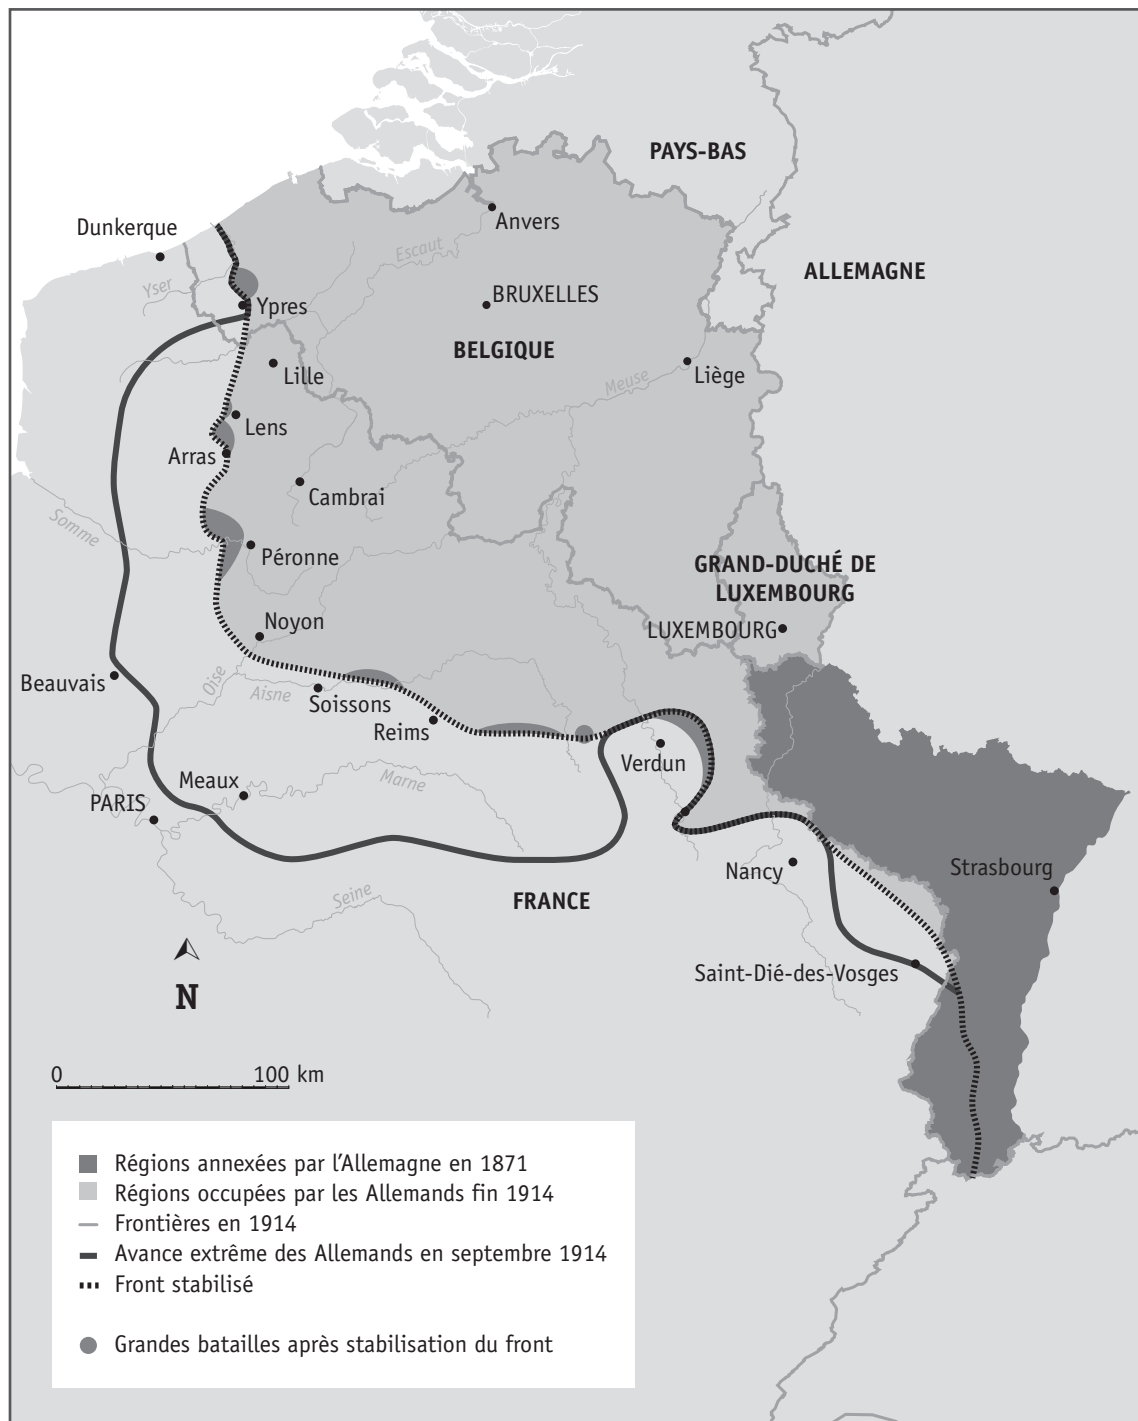 PAYS-BAS
Dunkerque
Anvers
Escaut
ALLEMAGNE
Yser
BRUXELLES
Ypres
BELGIQUE
Lille
Meuse
Liège
Lens
Arras
Cambrai
Somme
Péronne
GRAND-DUCHÉ DE
LUXEMBOURG
Noyon
LUXEMBOURG
Oise
Beauvais
Aisne
Soissons
Reims
Verdun
Meaux
Marne
PARIS
Nancy
Strasbourg
Seine
FRANCE
Saint-Dié-des-Vosges
N
0 100 km
Régions annexées par l'Allemagne en 1871
Régions occupées par les Allemands fin 1914
Frontières en 1914
Avance extrême des Allemands en septembre 1914
Front stabilisé
Grandes batailles après stabilisation du front